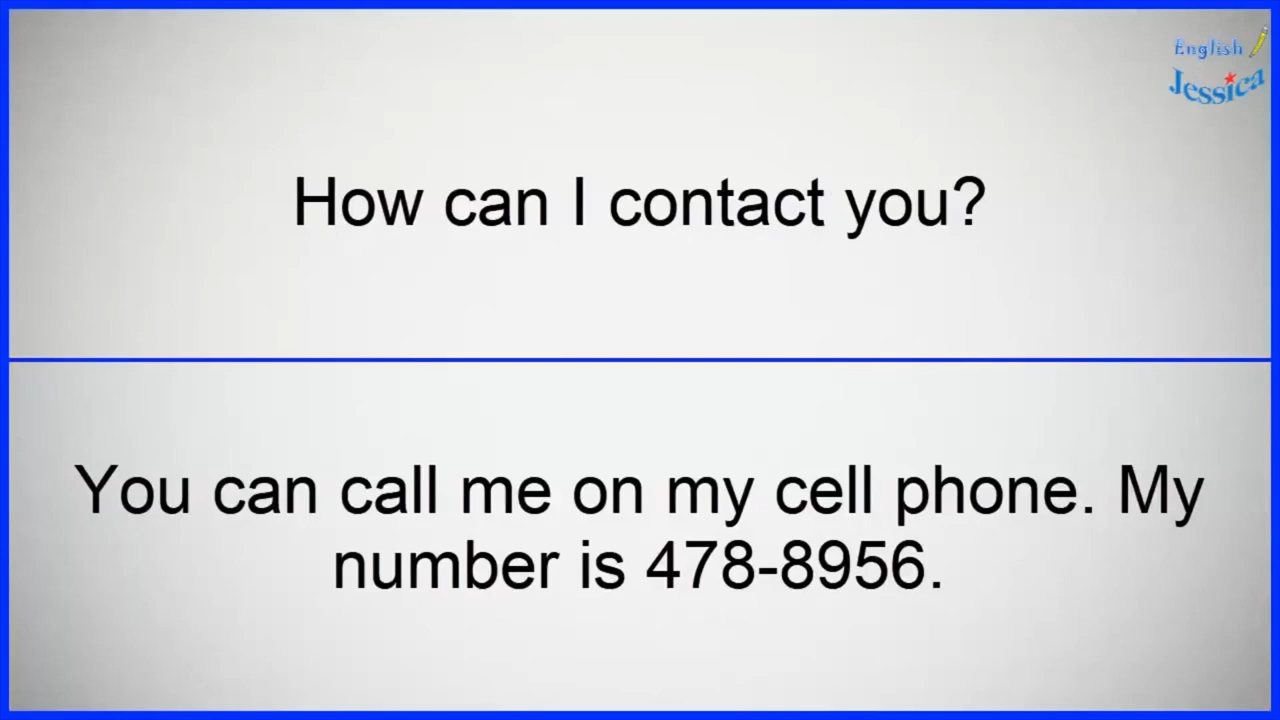 English
Jessica
How can I contact you?
You can call me on my cell phone. My
number is 478-8956.